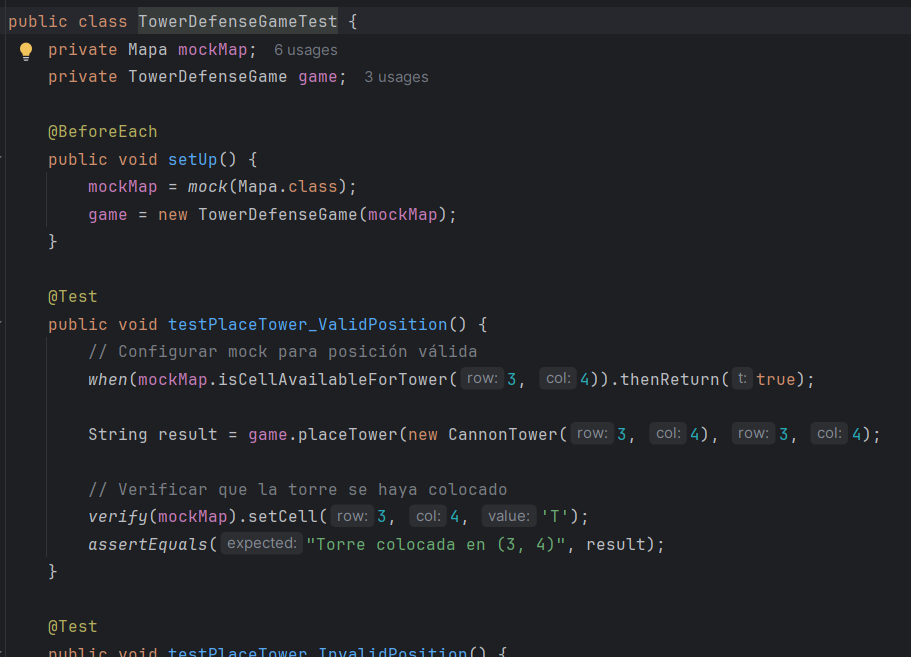 public class TowerDefenseGameTest {
private Mapa mockMap; 6 usages
private TowerDefenseGame game; 3 usages
@BeforeEach
public void setUp() {
mockMap = mock(Mapa.class);
game = new TowerDefenseGame(mockMap);
}
@Test
public void testPlaceTower_ValidPosition() {
// Configurar mock para posición válida
when(mockMap.isCellAvailableForTower( row: 3, col: 4)).thenReturn( t: true);
String result = game.placeTower(new CannonTower( row: 3, col: 4), row: 3, col: 4);
// Verificar que la torre se haya colocado
verify(mockMap).setCell( row: 3, col: 4, value: 'T');
assertEquals( expected: "Torre colocada en (3, 4)", result);
}
@Test
public void testPlaceTower_InvalidPosition() {